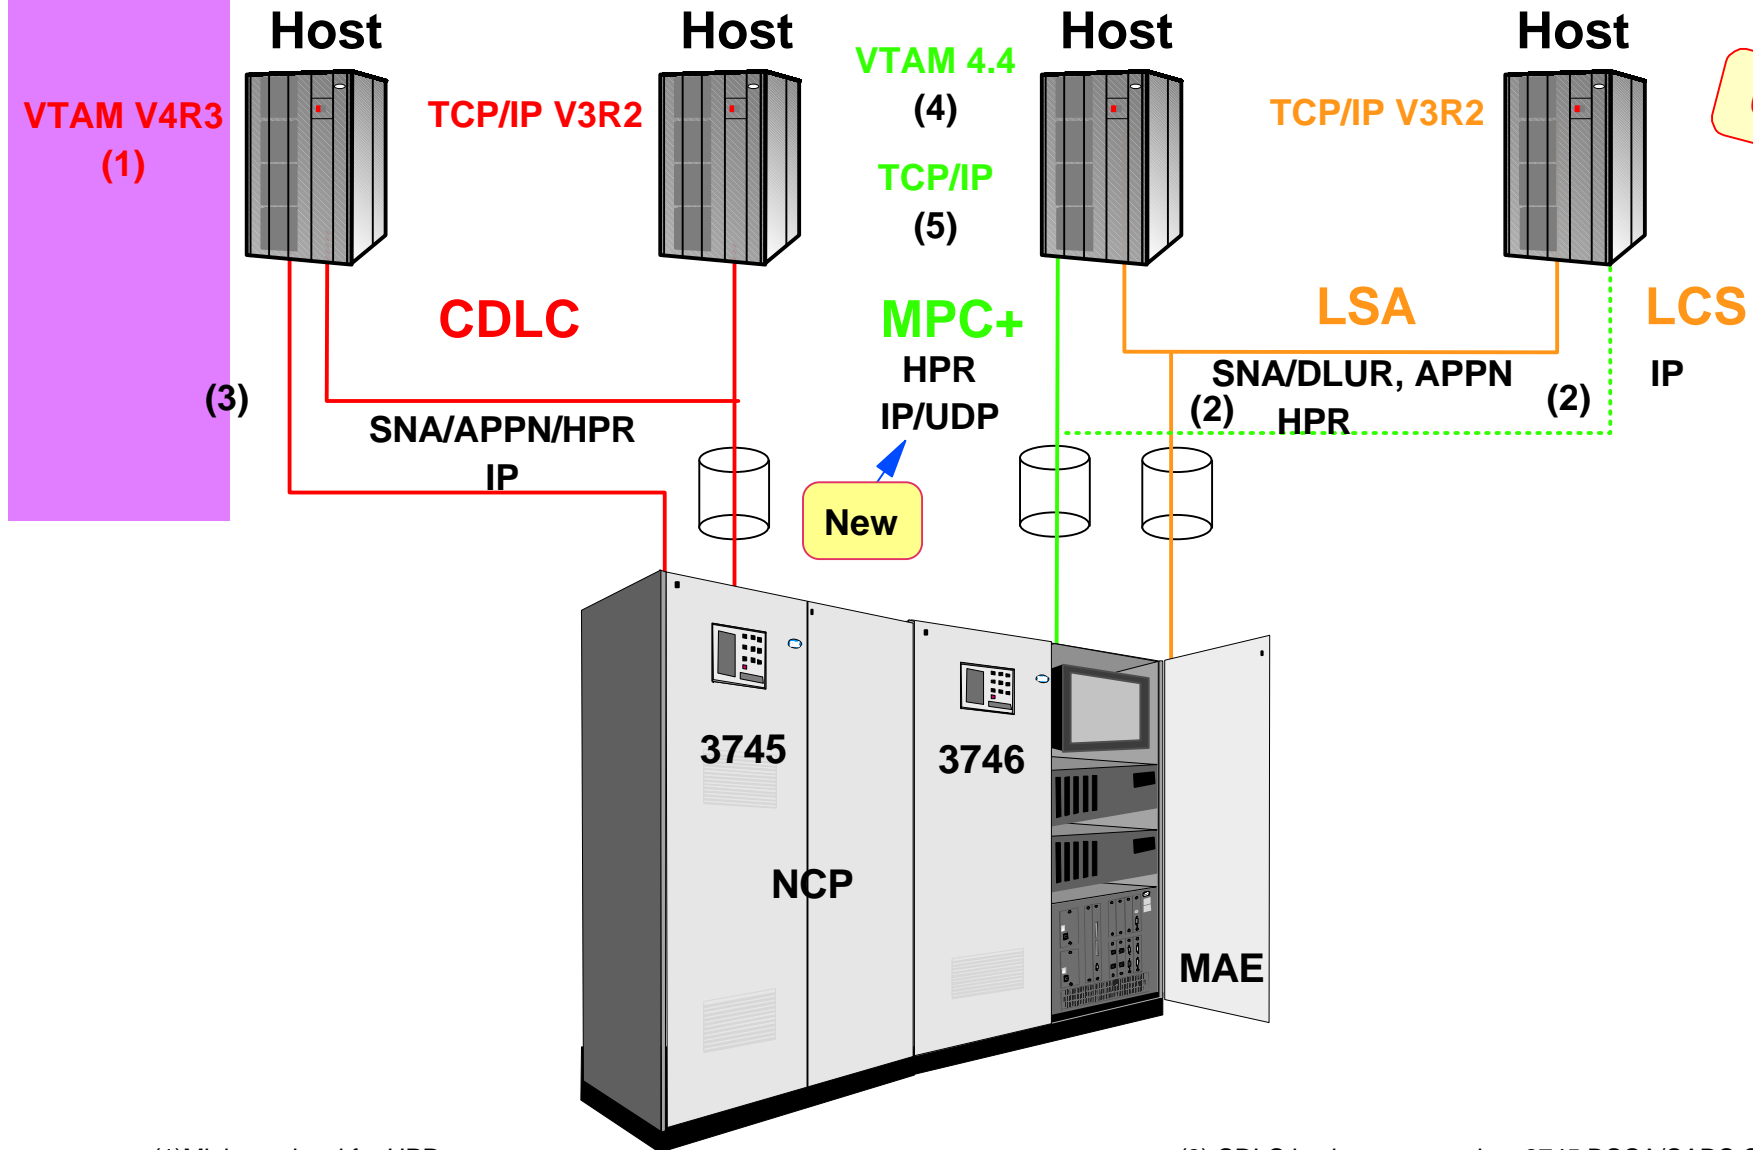 Host
Host
Host
Host
VTAM V4R3
(1)
TCP/IP V3R2
VTAM 4.4
(4)
TCP/IP
(5)
TCP/IP V3R2
CDLC
MPC+
HPR
IP/UDP
LSA
LCS
SNA/DLUR, APPN
HPR
IP
(3)
(2)
(2)
SNA/APPN/HPR
IP
New
3745
3746
NCP
MAE